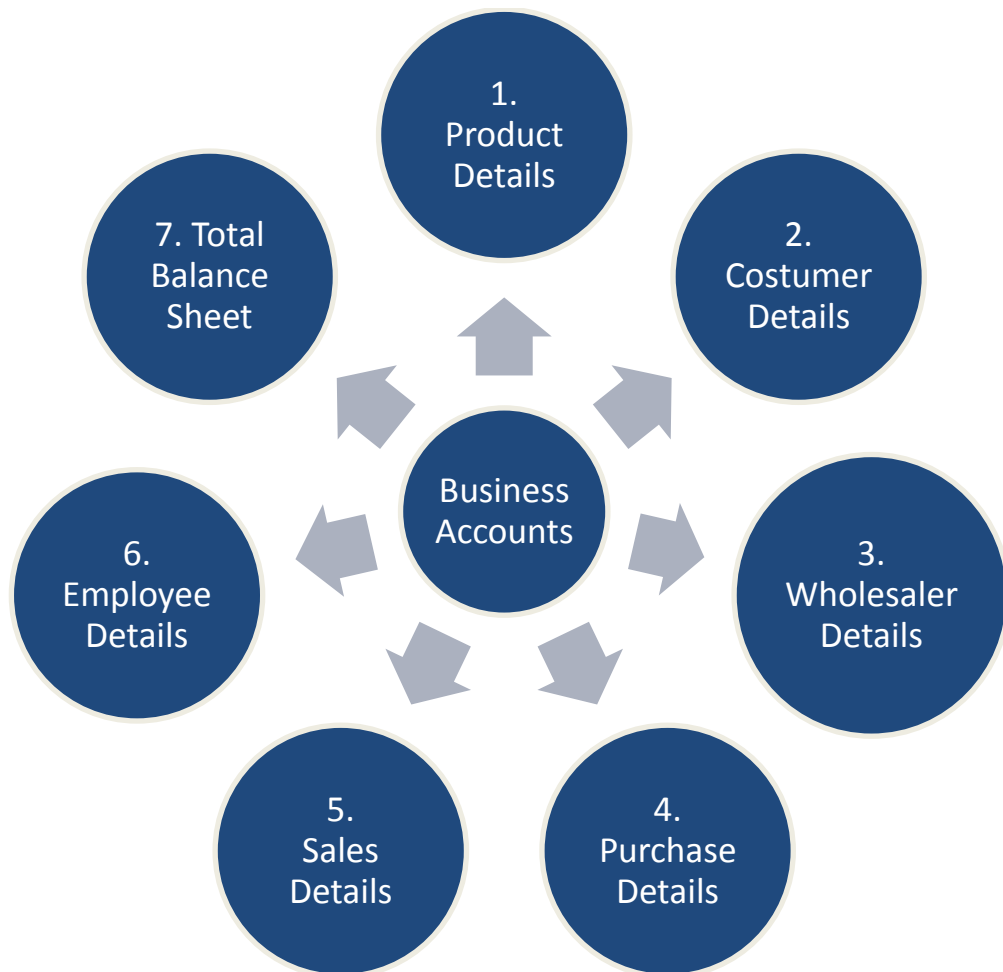 1.
Product
Details
2.
Costumer
Details
3.
Wholesaler
Details
4.
Purchase
Details
5.
Sales
Details
6.
Employee
Details
7. Total
Balance
Sheet
Business
Accounts